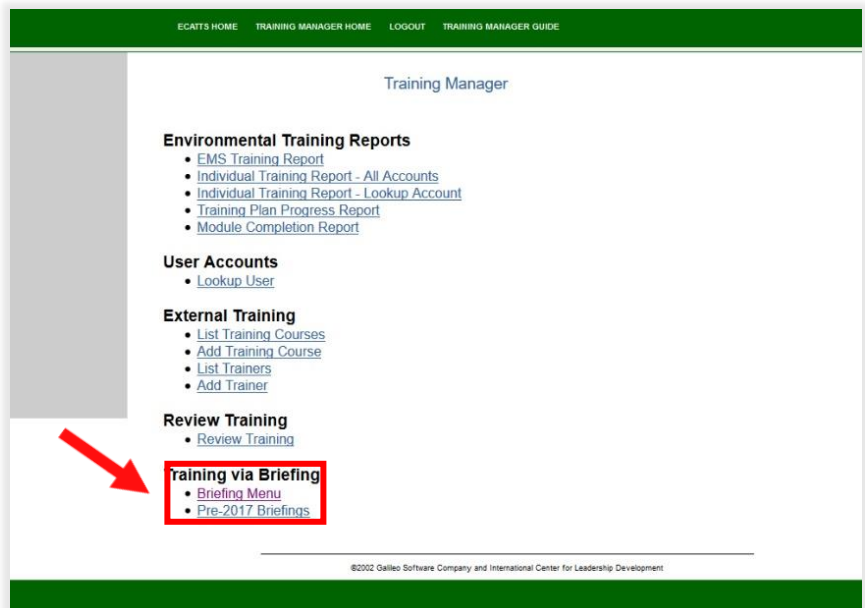 ECATTS HOME TRAINING MANAGER HOME LOGOUT TRAINING MANAGER GUIDE
Training Manager
Environmental Training Reports
• EMS Training Report
• Individual Training Report - All Accounts
• Individual Training Report - Lookup Account
• Training Plan Progress Report
• Module Completion Report
User Accounts
• Lookup User
External Training
• List Training Courses
• Add Training Course
• List Trainers
• Add Trainer
Review Training
• Review Training
Training via Briefing
• Briefing Menu
• Pre-2017 Briefings
©2002 Galileo Software Company and International Center for Leadership Development